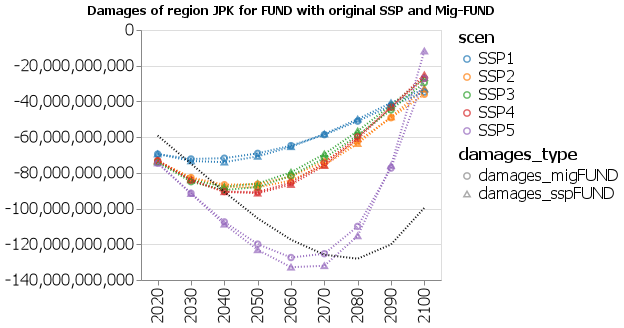 Damages of region JPK for FUND with original SSP and Mig-FUND
0
-20,000,000,000
-40,000,000,000
-60,000,000,000
-80,000,000,000
-100,000,000,000
-120,000,000,000
-140,000,000,000
2020
2030
2040
2050
2060
2070
2080
2090
2100
scen
SSP1
SSP2
SSP3
SSP4
SSP5
damages_type
damages_migFUND
damages_sspFUND